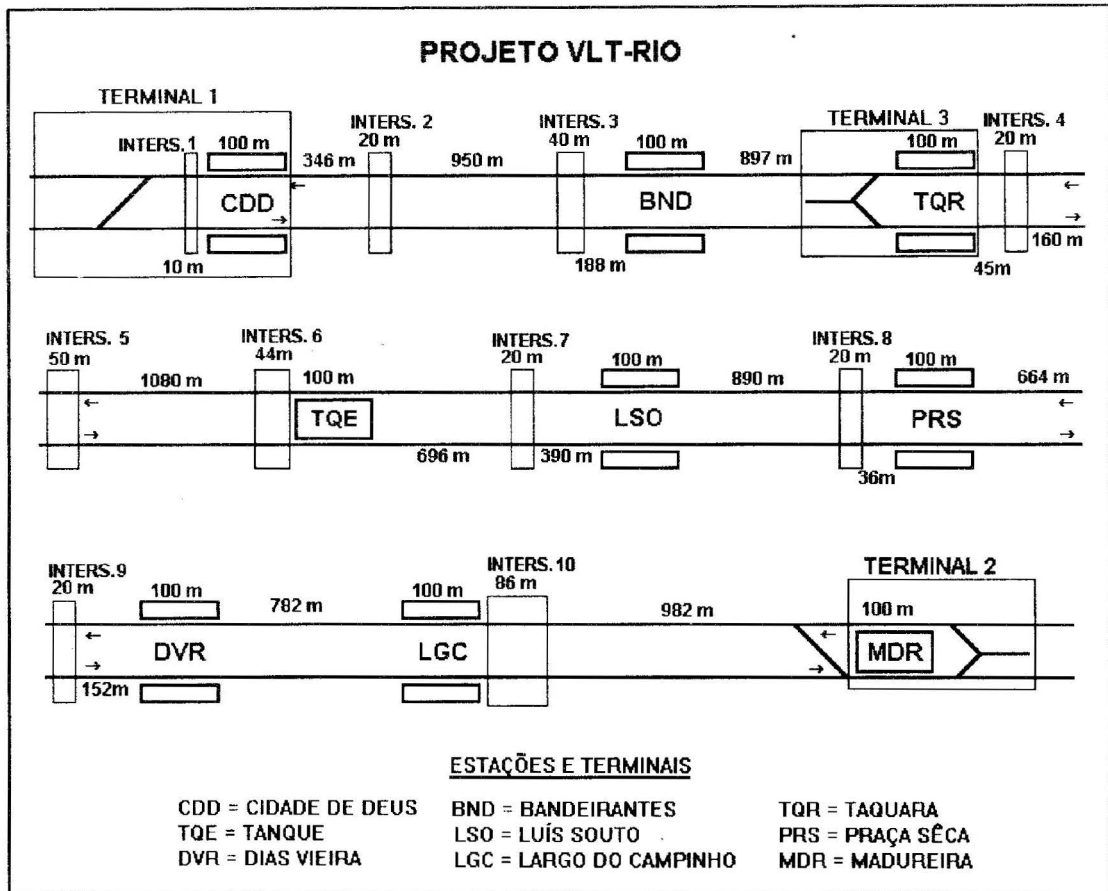 PROJETO VLT-RIO
TERMINAL 1
INTERS. 1
100 m
346 m
INTERS. 2
20 m
950 m
INTERS. 3
40 m
100 m
897 m
TERMINAL 3
100 m
INTERS. 4
20 m
CDD
BND
TQR
10 m
188 m
45m
160 m
INTERS. 5
50 m
1080 m
INTERS. 6
44m
100 m
INTERS. 7
20 m
100 m
890 m
INTERS. 8
20 m
100 m
664 m
TQE
LSO
PRS
696 m
390 m
36m
INTERS. 9
20 m
100 m
782 m
100 m
INTERS. 10
86 m
982 m
TERMINAL 2
100 m
DVR
LGC
MDR
152m
ESTAÇÕES E TERMINAIS
CDD = CIDADE DE DEUS BND = BANDEIRANTES TQR = TAQUARA
TQE = TANQUE LSO = LUÍS SOUTO PRS = PRAÇA SÊCA
DVR = DIAS VIEIRA LGC = LARGO DO CAMPINHO MDR = MADUREIRA